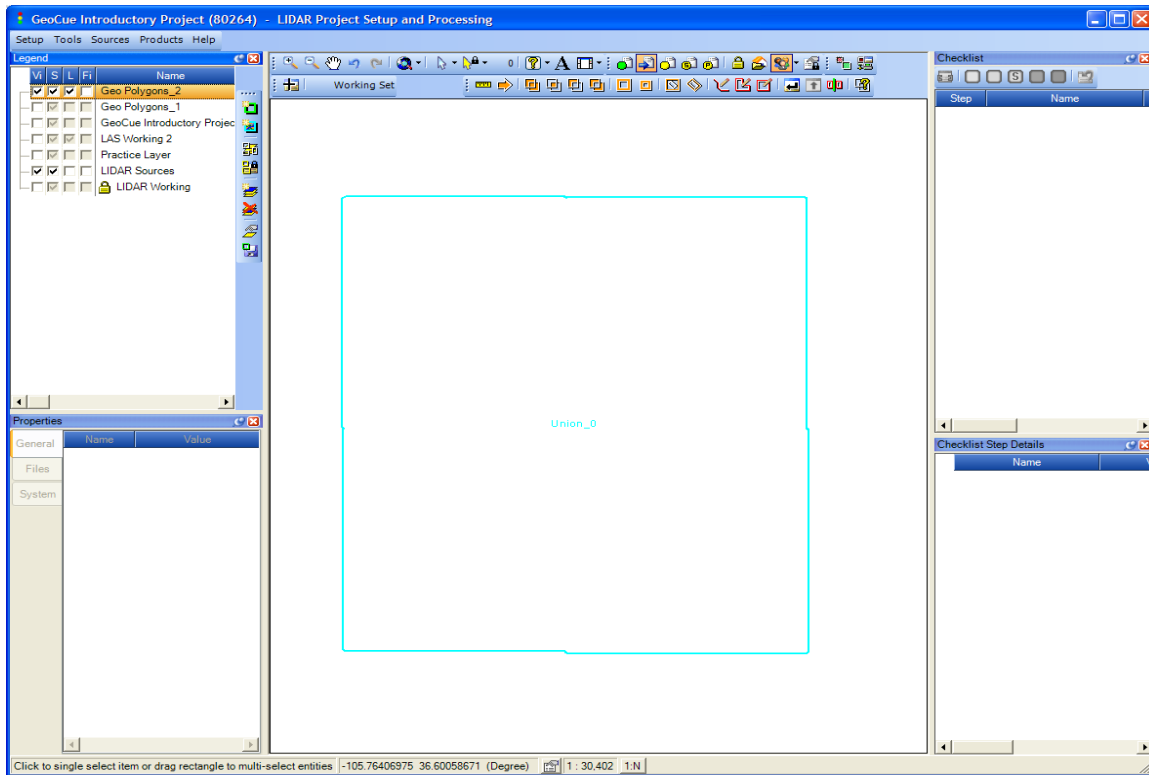 GeoCue Introductory Project (80264) - LIDAR Project Setup and Processing
Setup Tools Sources Products Help
Legend
Vi S L Fi Name
Geo Polygons_2
Geo Polygons_1
GeoCue Introductory Projec
LAS Working 2
Practice Layer
LIDAR Sources
LIDAR Working
Properties
General
Files
System
Name Value
0
A
Working Set
Union_0
Checklist
S
Step Name
Checklist Step Details
Name V
Click to single select item or drag rectangle to multi-select entities
-105.76406975 36.60058671 (Degree)
1 : 30,402
1:N